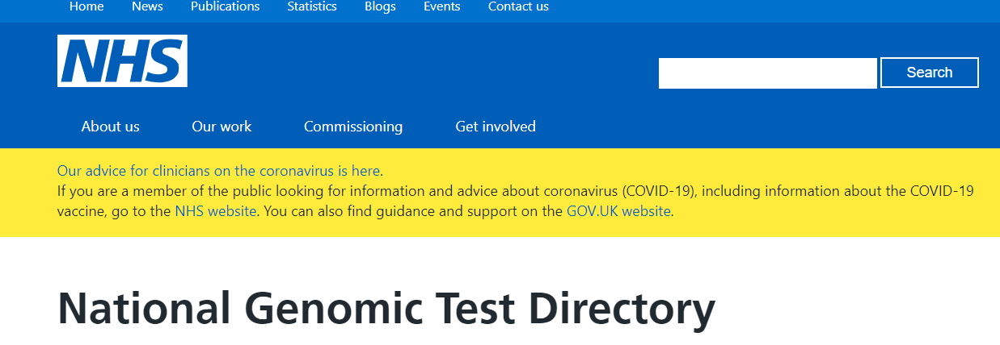 Home News Publications Statistics Blogs Events Contact us
NHS
Search
About us Our work Commissioning Get involved
Our advice for clinicians on the coronavirus is here.
If you are a member of the public looking for information and advice about coronavirus (COVID-19), including information about the COVID-19
vaccine, go to the NHS website. You can also find guidance and support on the GOV.UK website.
National Genomic Test Directory